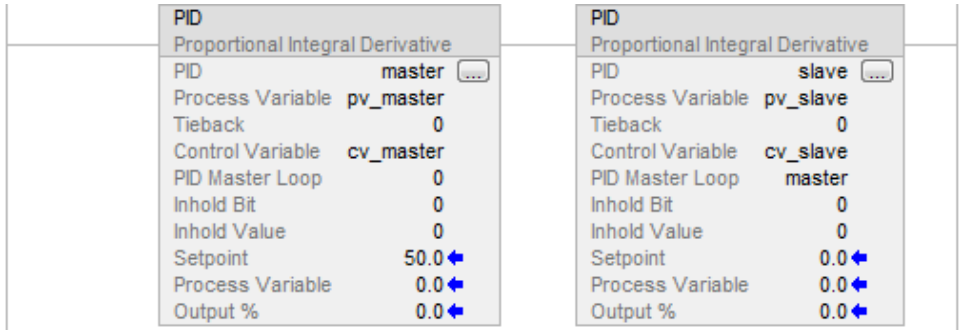 PID
Proportional Integral Derivative
PID master ...
Process Variable pv_master
Tieback 0
Control Variable cv_master
PID Master Loop 0
Inhold Bit 0
Inhold Value 0
Setpoint 50.0
Process Variable 0.0
Output % 0.0
PID
Proportional Integral Derivative
PID slave ...
Process Variable pv_slave
Tieback 0
Control Variable cv_slave
PID Master Loop master
Inhold Bit 0
Inhold Value 0
Setpoint 0.0
Process Variable 0.0
Output % 0.0